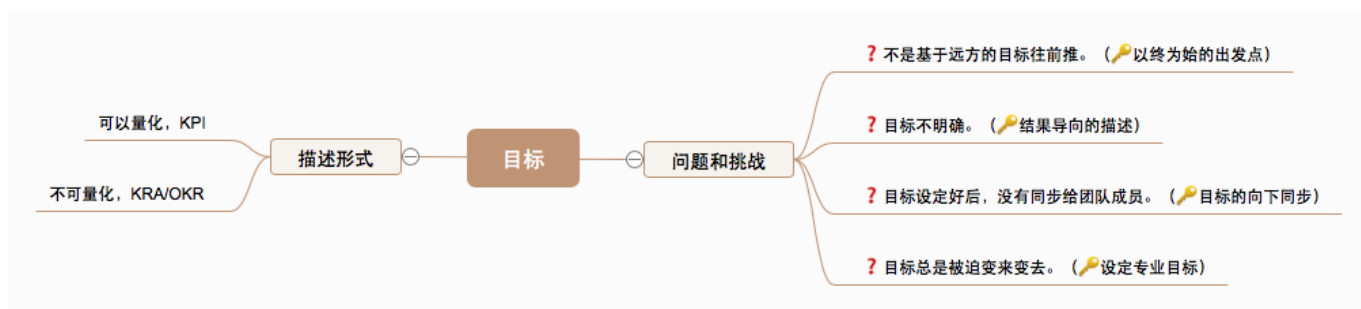 ❓不是基于远方的目标往前推。（🔑以终为始的出发点）
可以量化，KPI
❓目标不明确。（🔑结果导向的描述）
描述形式
目标
问题和挑战
不可量化，KRA/OKR
❓目标设定好后，没有同步给团队成员。（🔑目标的向下同步）
❓目标总是被迫变来变去。（🔑设定专业目标）